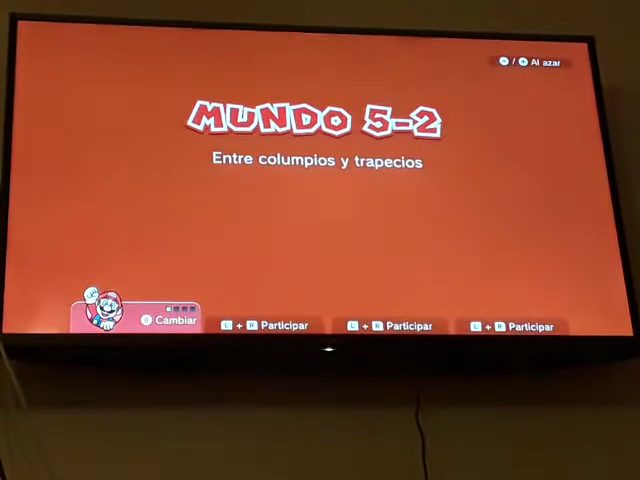 ⊖ / ⊕ Al azar
MUNDO 5-2
Entre columpios y trapecios
Cambiar
L + R Participar
L + R Participar
L + R Participar